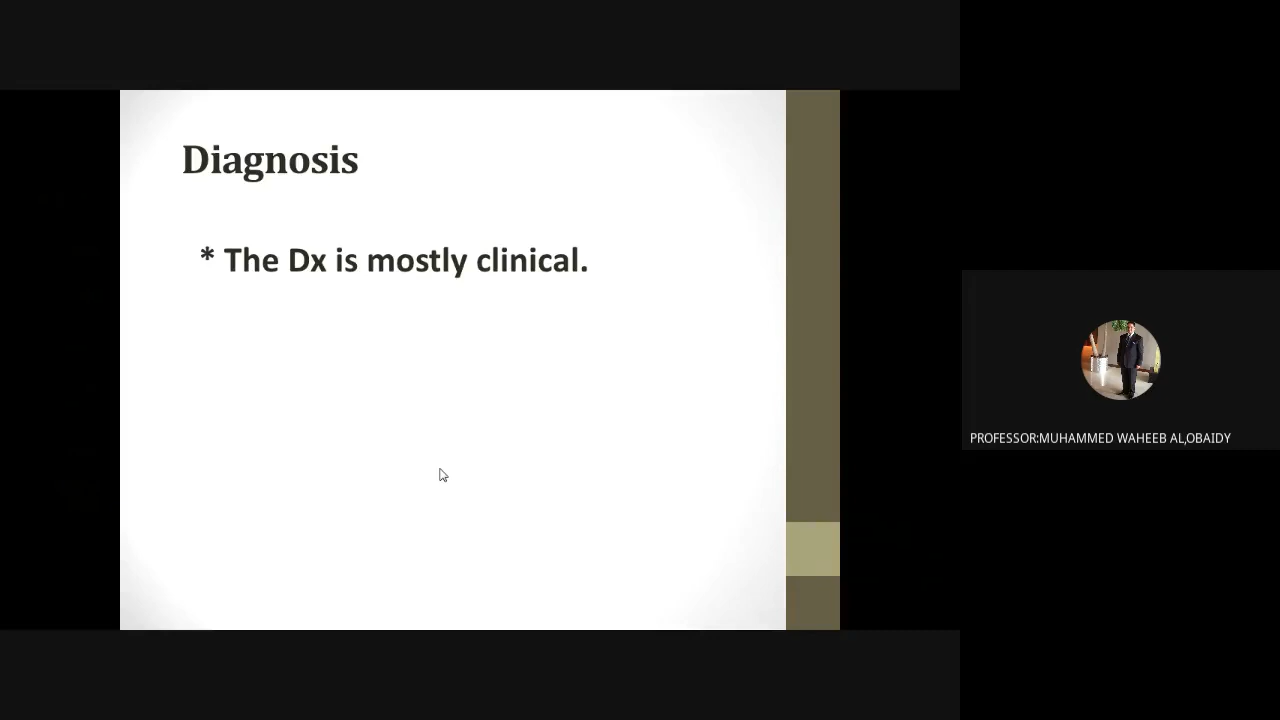 Diagnosis
* The Dx is mostly clinical.
PROFESSOR:MUHAMMED WAHEEB AL,OBAIDY